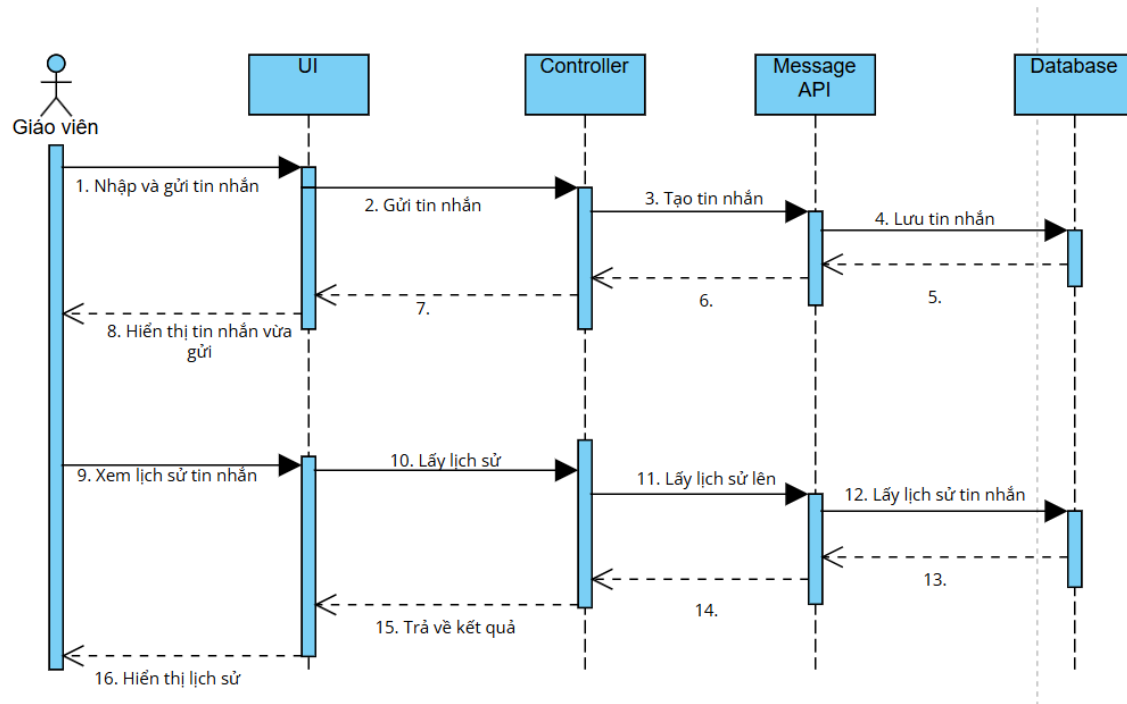 UI
Controller
Message
API
Database
Giáo viên
1. Nhập và gửi tin nhắn
2. Gửi tin nhắn
3. Tạo tin nhắn
4. Lưu tin nhắn
5.
6.
7.
8. Hiển thị tin nhắn vừa
gửi
9. Xem lịch sử tin nhắn
10. Lấy lịch sử
11. Lấy lịch sử lên
12. Lấy lịch sử tin nhắn
13.
14.
15. Trả về kết quả
16. Hiển thị lịch sử